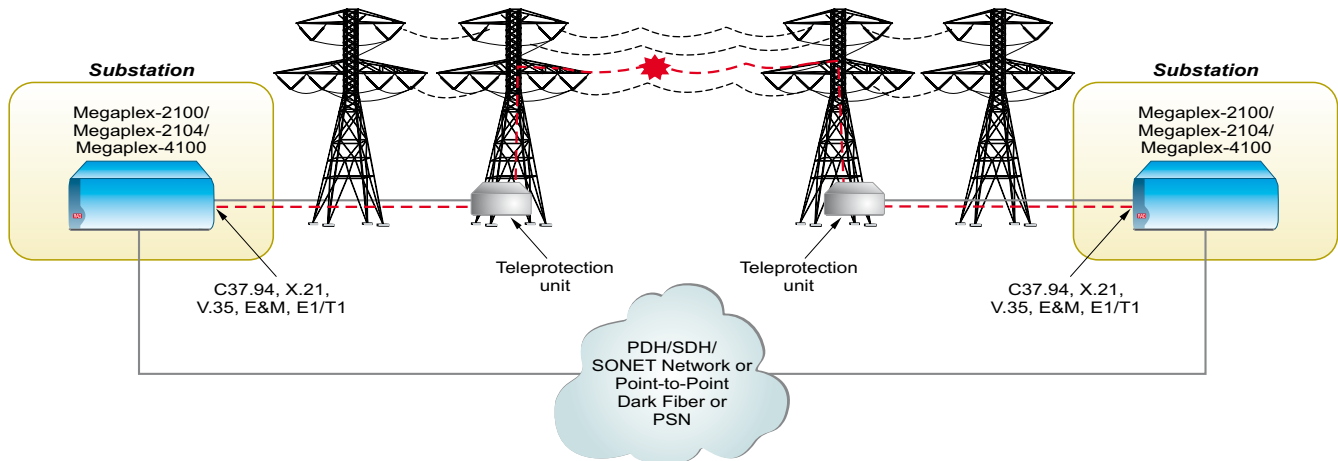 Substation
Megaplex-2100/
Megaplex-2104/
Megaplex-4100
C37.94, X.21,
V.35, E&M, E1/T1
Teleprotection
unit
Teleprotection
unit
PDH/SDH/
SONET Network or
Point-to-Point
Dark Fiber or
PSN
Substation
Megaplex-2100/
Megaplex-2104/
Megaplex-4100
C37.94, X.21,
V.35, E&M, E1/T1